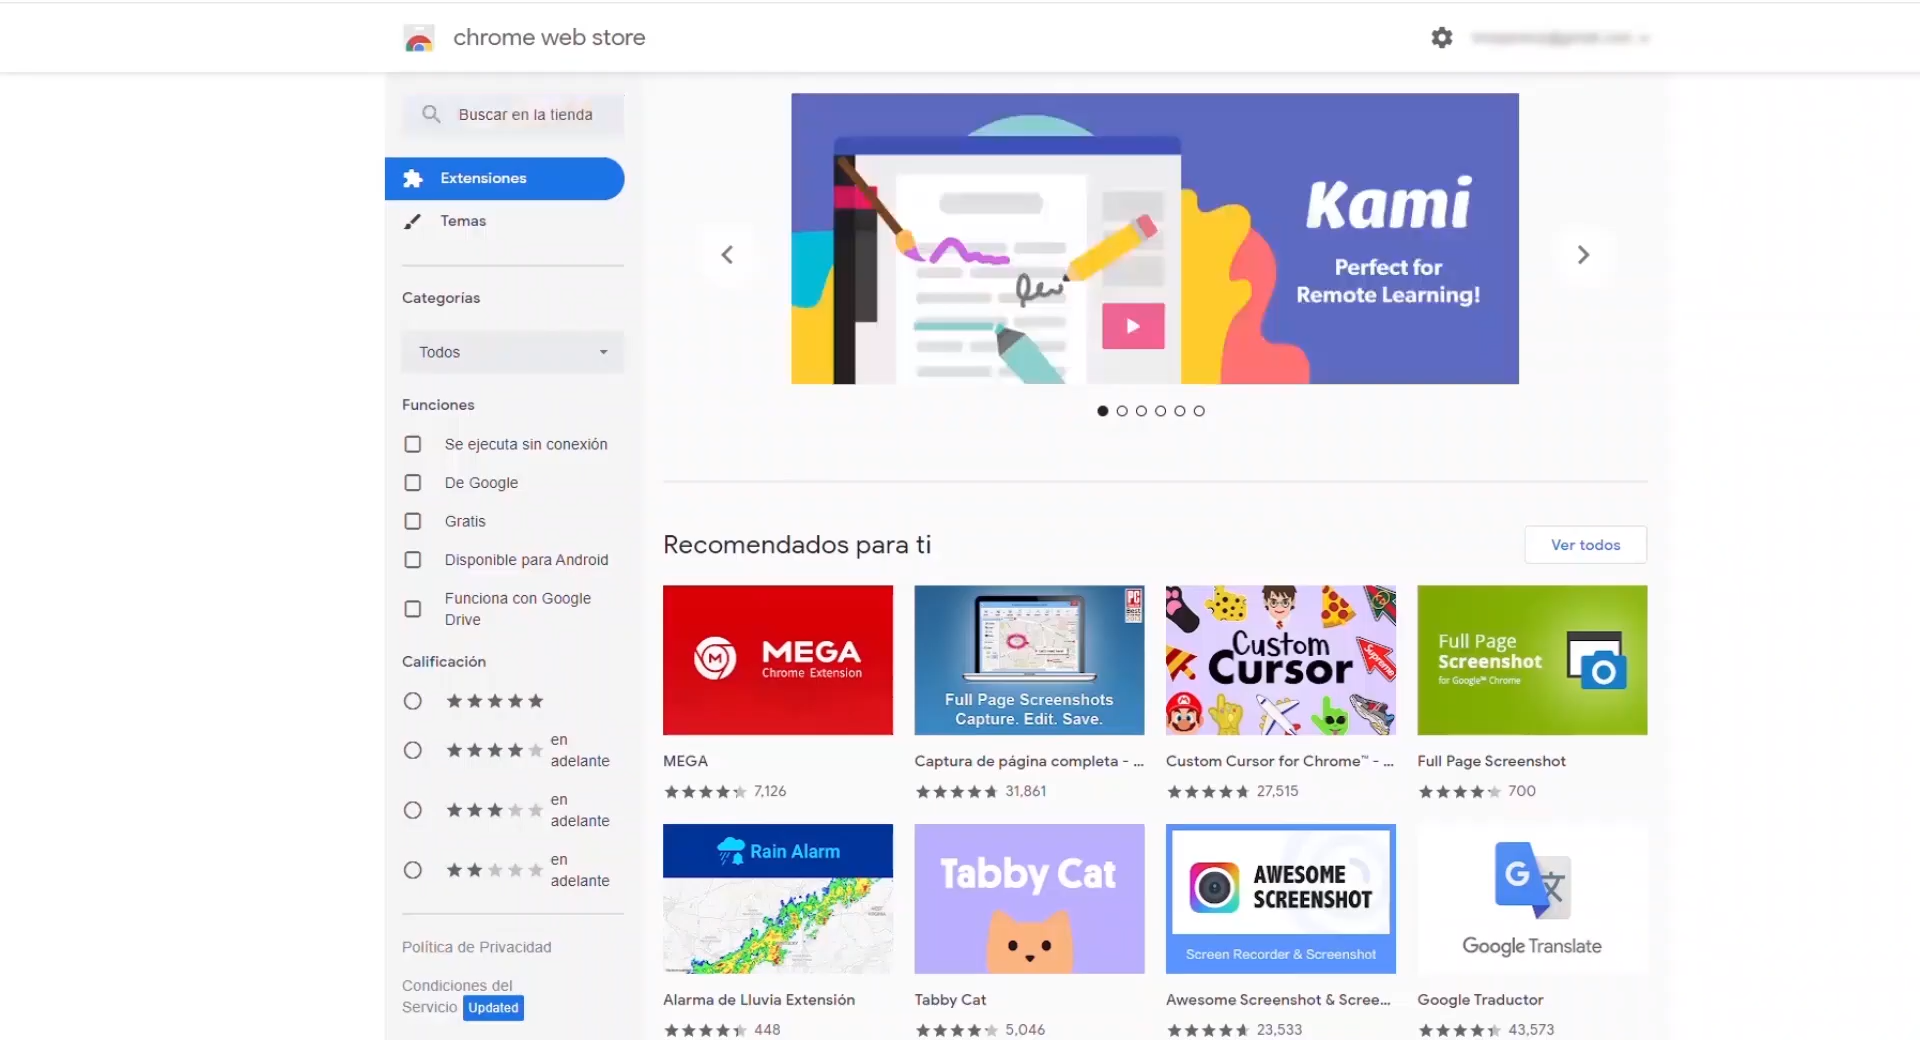 chrome web store
Buscar en la tienda
Extensiones
Temas
Categorías
Todos
Funciones
Se ejecuta sin conexión
De Google
Gratis
Disponible para Android
Funciona con Google
Drive
Calificación
en
adelante
en
adelante
en
adelante
Política de Privacidad
Condiciones del
Servicio Updated
Kami
Perfect for
Remote Learning!
Recomendados para ti
Ver todos
MEGA
Chrome Extension
MEGA
7,126
Full Page Screenshots
Capture. Edit. Save.
Captura de página completa - ...
31,861
Custom
Cursor
Supreme
Custom Cursor for Chrome™ - ...
27,515
Full Page
Screenshot
for Google™ Chrome
Full Page Screenshot
700
Rain Alarm
Alarma de Lluvia Extensión
448
Tabby Cat
Tabby Cat
5,046
AWESOME
SCREENSHOT
Screen Recorder & Screenshot
Awesome Screenshot & Scree...
23,533
Google Translate
Google Traductor
43,573